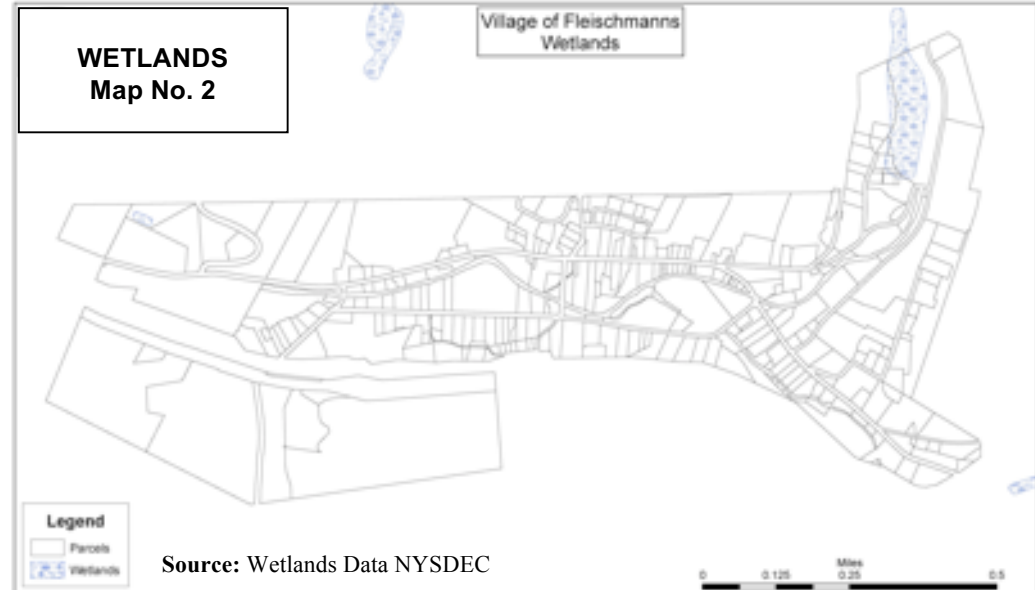 WETLANDS
Map No. 2
Village of Fleischmanns
Wetlands
Legend
Parcels
Wetlands
Source: Wetlands Data NYSDEC
Miles
0 0.125 0.25 0.5